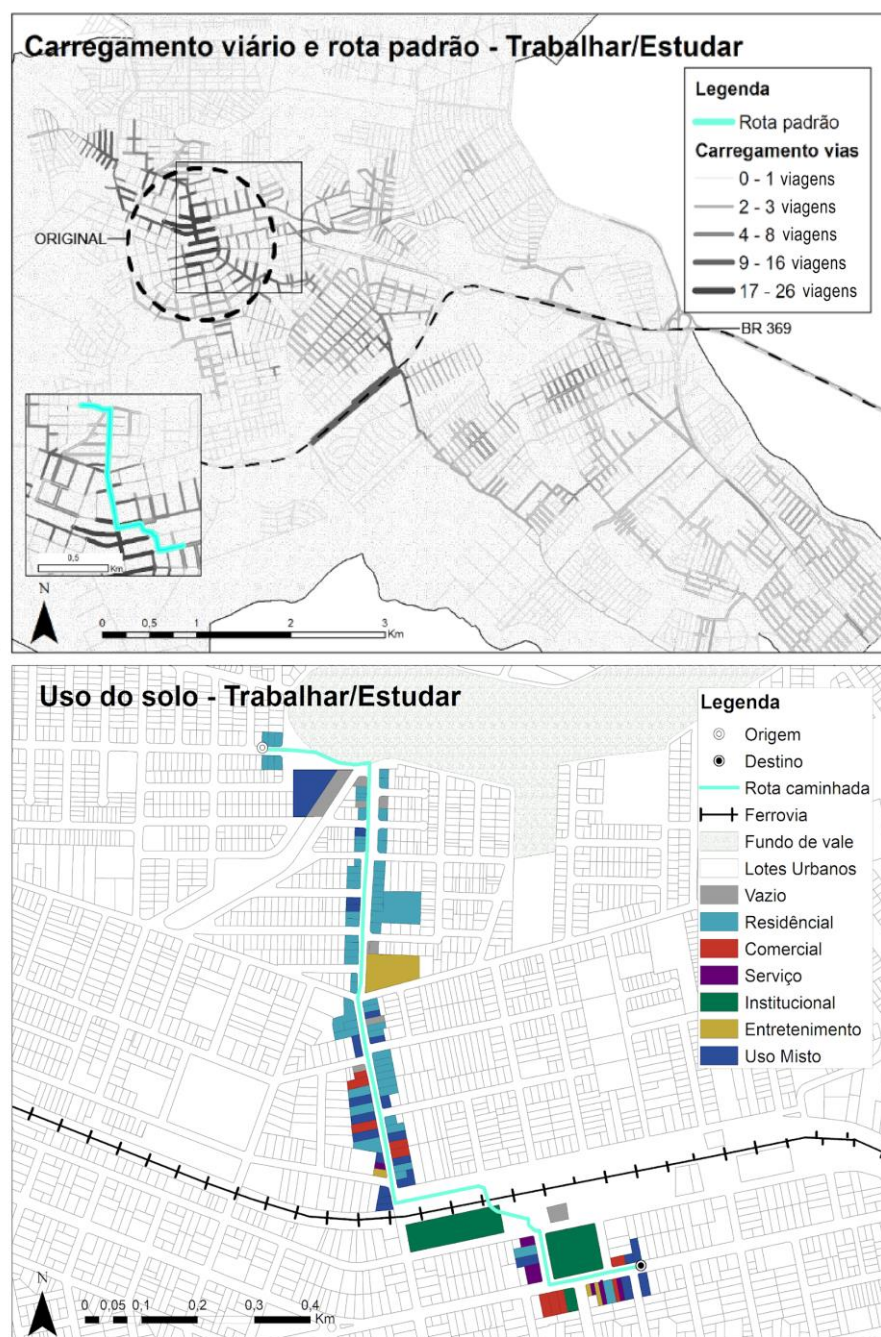 Carregamento viário e rota padrão - Trabalhar/Estudar
Legenda
Rota padrão
Carregamento vias
0 - 1 viagens
2 - 3 viagens
4 - 8 viagens
9 - 16 viagens
17 - 26 viagens
ORIGINAL
BR 369
0,5
Km
N
0 0,5 1 2 3
Km
Uso do solo - Trabalhar/Estudar
Legenda
Origem
Destino
Rota caminhada
Ferrovia
Fundo de vale
Lotes Urbanos
Vazio
Residêncial
Comercial
Serviço
Institucional
Entretenimento
Uso Misto
N
0 0,05 0,1 0,2 0,3 0,4
Km